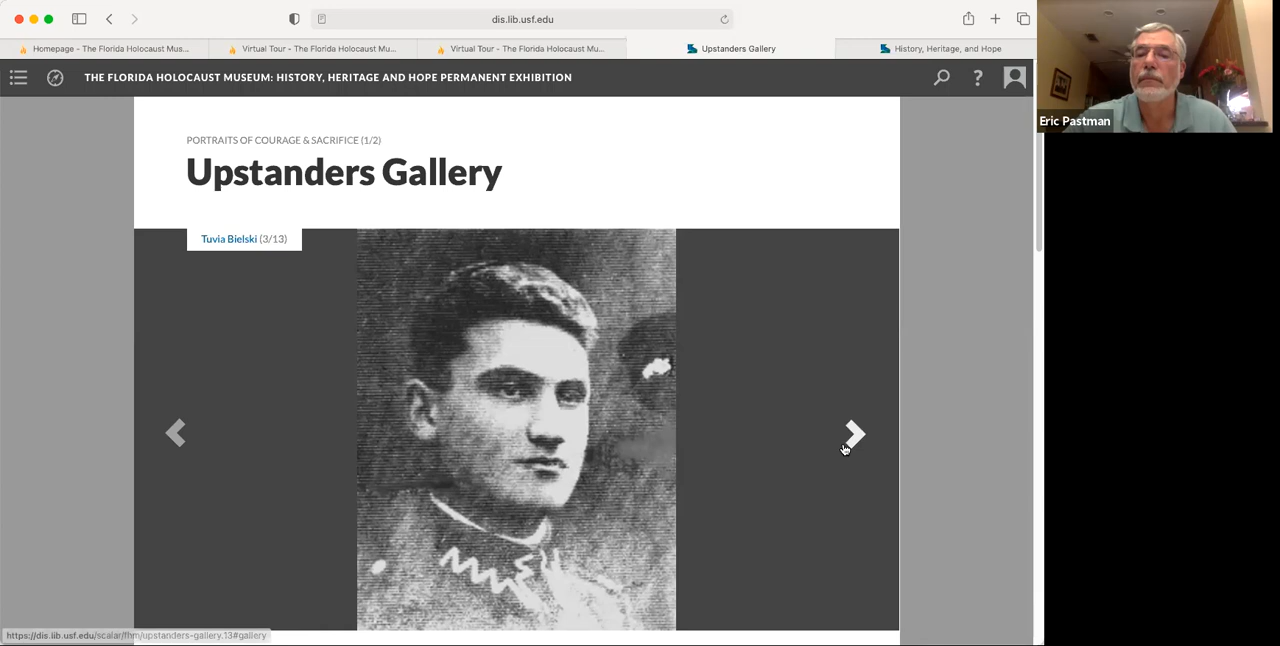 dis.lib.usf.edu
Homepage - The Florida Holocaust Mus...
Virtual Tour - The Florida Holocaust Mu...
Virtual Tour - The Florida Holocaust Mu...
Upstanders Gallery
History, Heritage, and Hope
THE FLORIDA HOLOCAUST MUSEUM: HISTORY, HERITAGE AND HOPE PERMANENT EXHIBITION
?
Eric Pastman
PORTRAITS OF COURAGE & SACRIFICE (1/2)
Upstanders Gallery
Tuvia Bielski (3/13)
https://dis.lib.usf.edu/scalar/fhm/upstanders-gallery.13#gallery